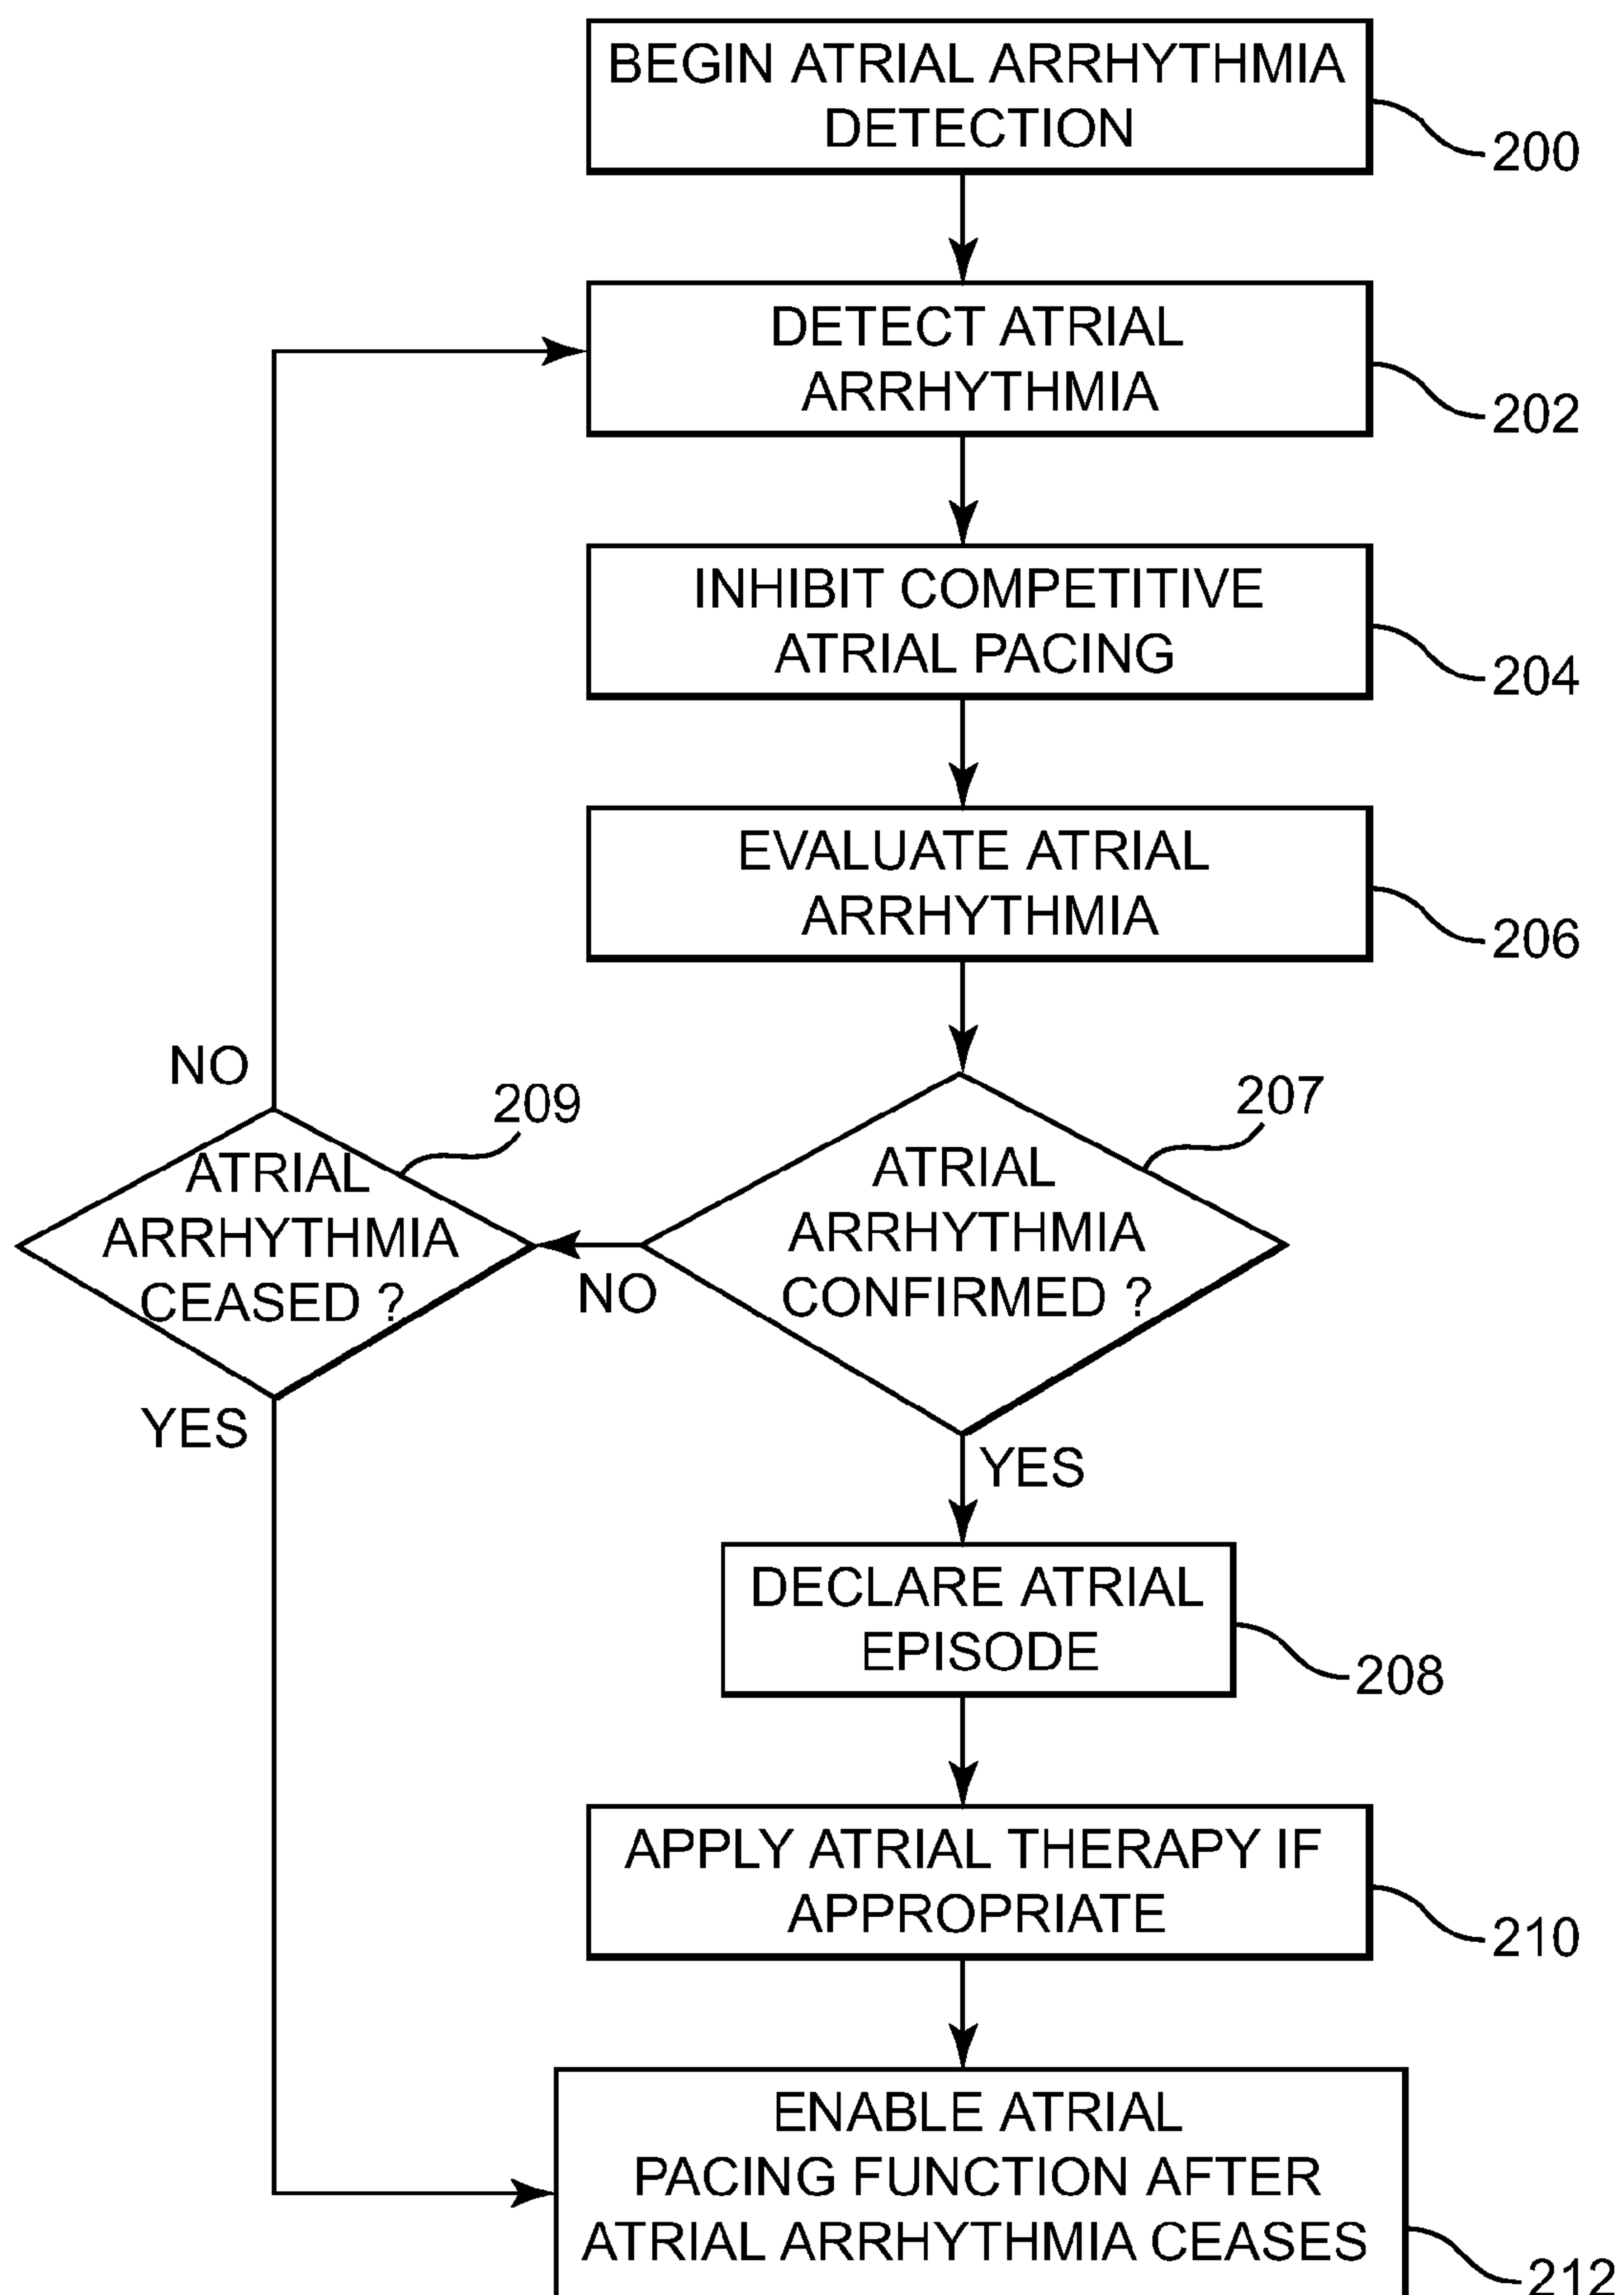 BEGIN ATRIAL ARRHYTHMIA
DETECTION
200
DETECT ATRIAL
ARRHYTHMIA
202
INHIBIT COMPETITIVE
ATRIAL PACING
204
EVALUATE ATRIAL
ARRHYTHMIA
206
NO
209
207
ATRIAL
ARRHYTHMIA
CEASED ?
NO
ATRIAL
ARRHYTHMIA
CONFIRMED ?
YES
YES
DECLARE ATRIAL
EPISODE
208
APPLY ATRIAL THERAPY IF
APPROPRIATE
210
ENABLE ATRIAL
PACING FUNCTION AFTER
ATRIAL ARRHYTHMIA CEASES
212